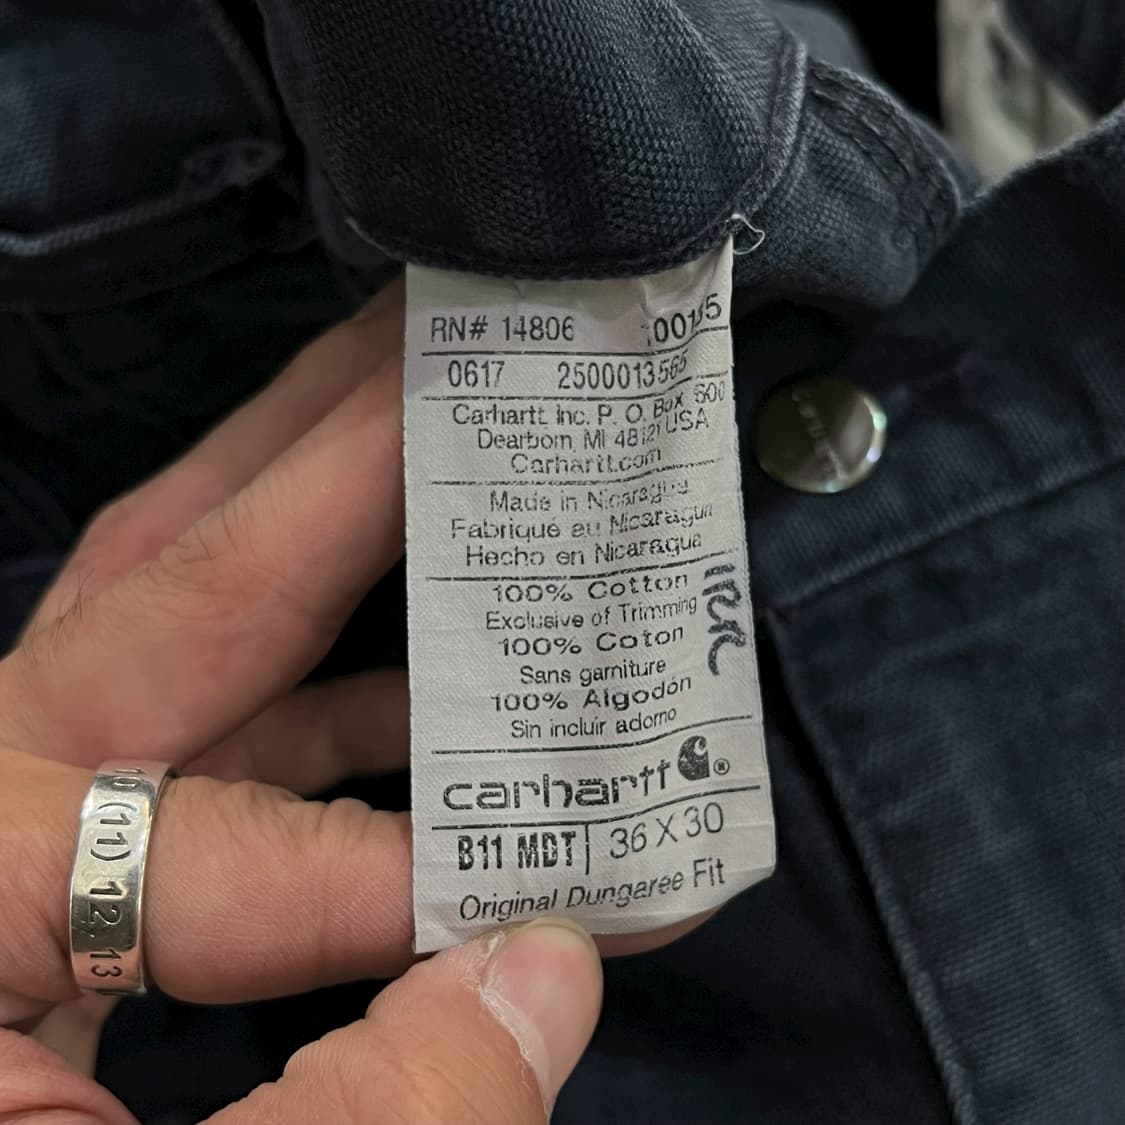 RN# 14806
0617 2500013565
Carhartt Inc. P. O. Box 600
Dearborn, MI 48121 USA
Carhartt.com
Made in Nicaragua
Fabriqué au Nicaragua
Hecho en Nicaragua
100% Cotton
Exclusive of Trimming
100% Coton
Sans garniture
100% Algodón
Sin incluir adorno
carhartt ®
B11 MDT 36 X 30
Original Dungaree Fit
10 (11) 12 13